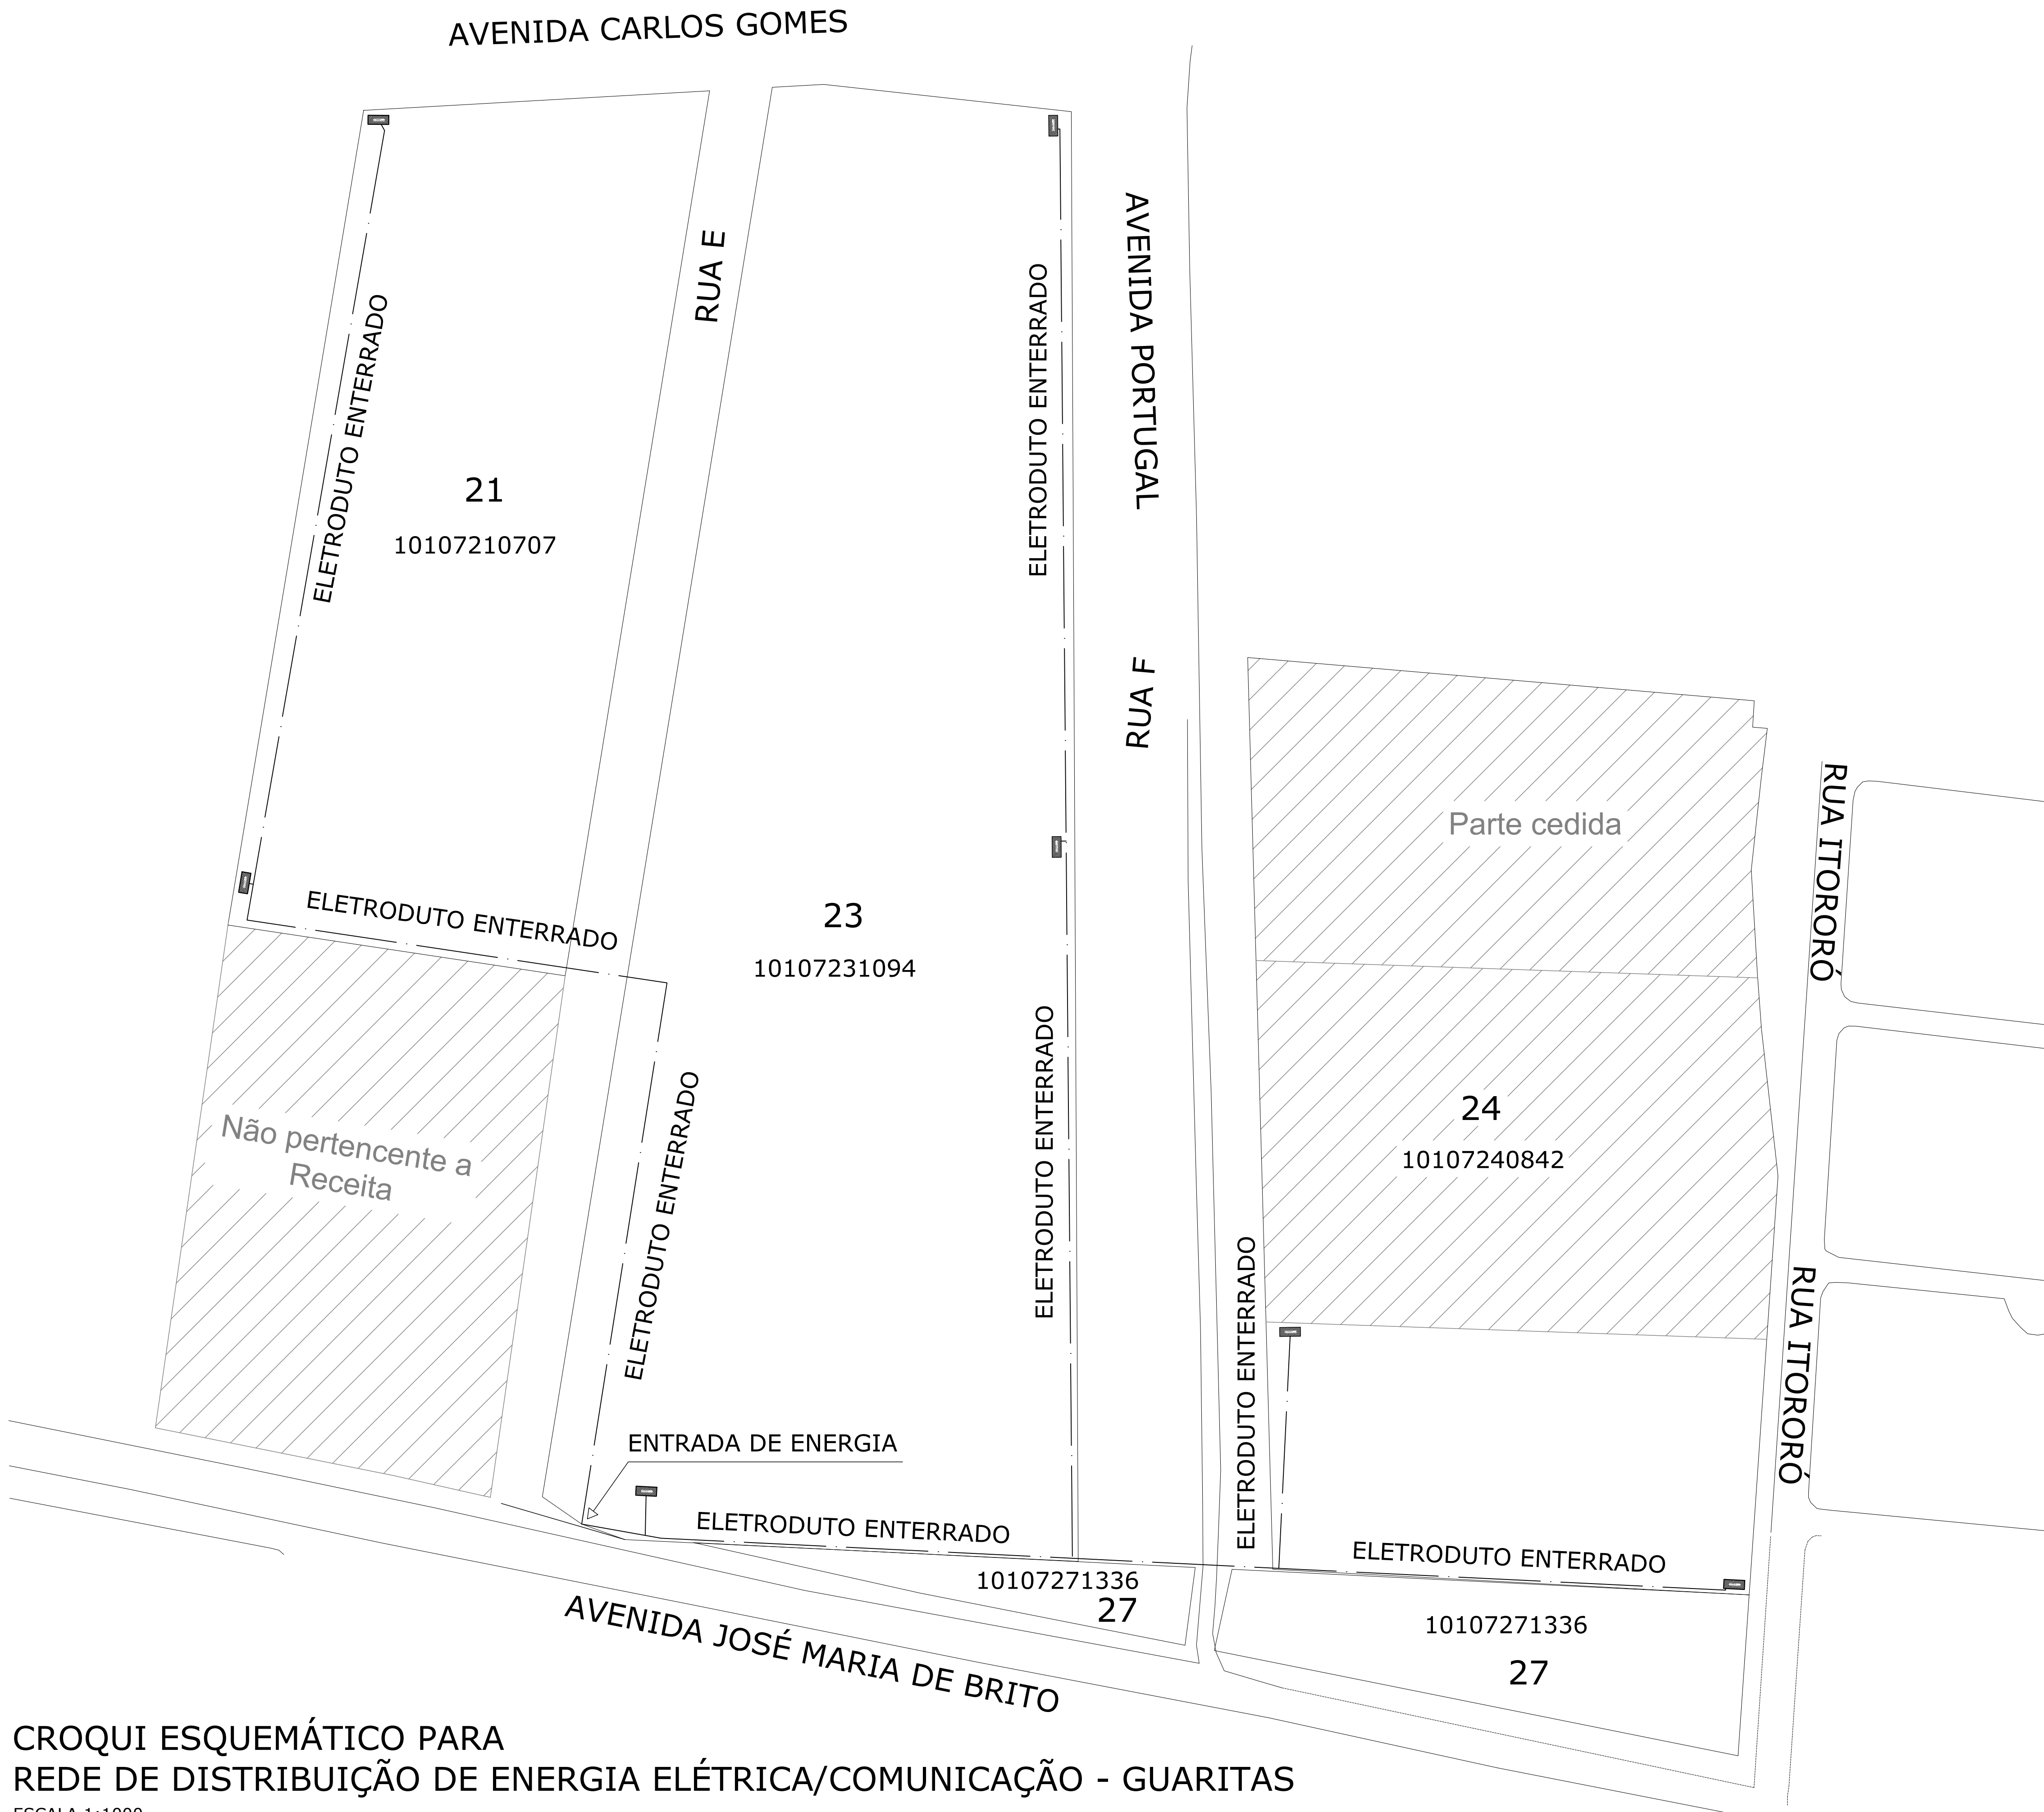 AVENIDA CARLOS GOMES
RUA E
AVENIDA PORTUGAL
ELETRODUTO ENTERRADO
ELETRODUTO ENTERRADO
21
10107210707
RUA F
Parte cedida
RUA ITORORÓ
ELETRODUTO ENTERRADO
23
10107231094
ELETRODUTO ENTERRADO
ELETRODUTO ENTERRADO
24
10107240842
Não pertencente a
Receita
ELETRODUTO ENTERRADO
RUA ITORORÓ
ENTRADA DE ENERGIA
ELETRODUTO ENTERRADO
ELETRODUTO ENTERRADO
10107271336
27
10107271336
27
AVENIDA JOSÉ MARIA DE BRITO
CROQUI ESQUEMÁTICO PARA
REDE DE DISTRIBUIÇÃO DE ENERGIA ELÉTRICA/COMUNICAÇÃO - GUARITAS
ESCALA 1:1000